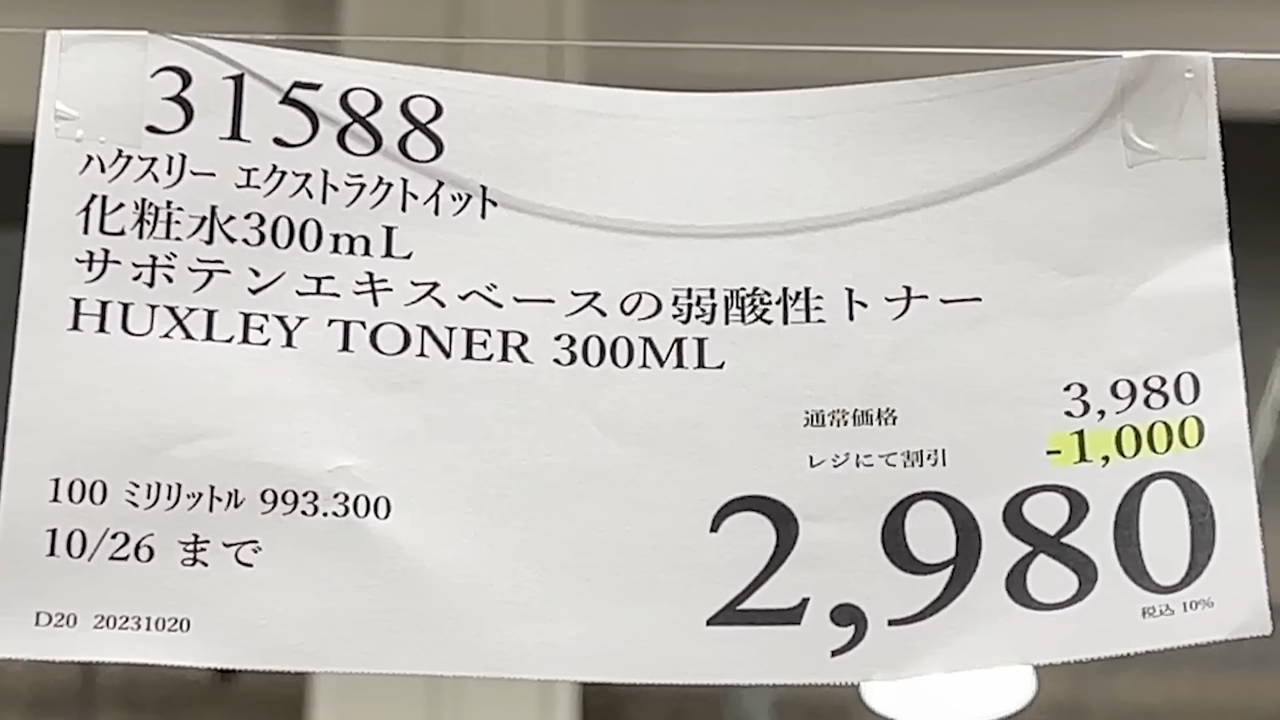 31588
ハクスリー エクストラクトイット
化粧水300mL
サボテンエキスベースの弱酸性トナー
HUXLEY TONER 300ML
通常価格 3,980
レジにて割引 -1,000
2,980
税込 10%
100 ミリリットル 993.300
10/26 まで
D20 20231020